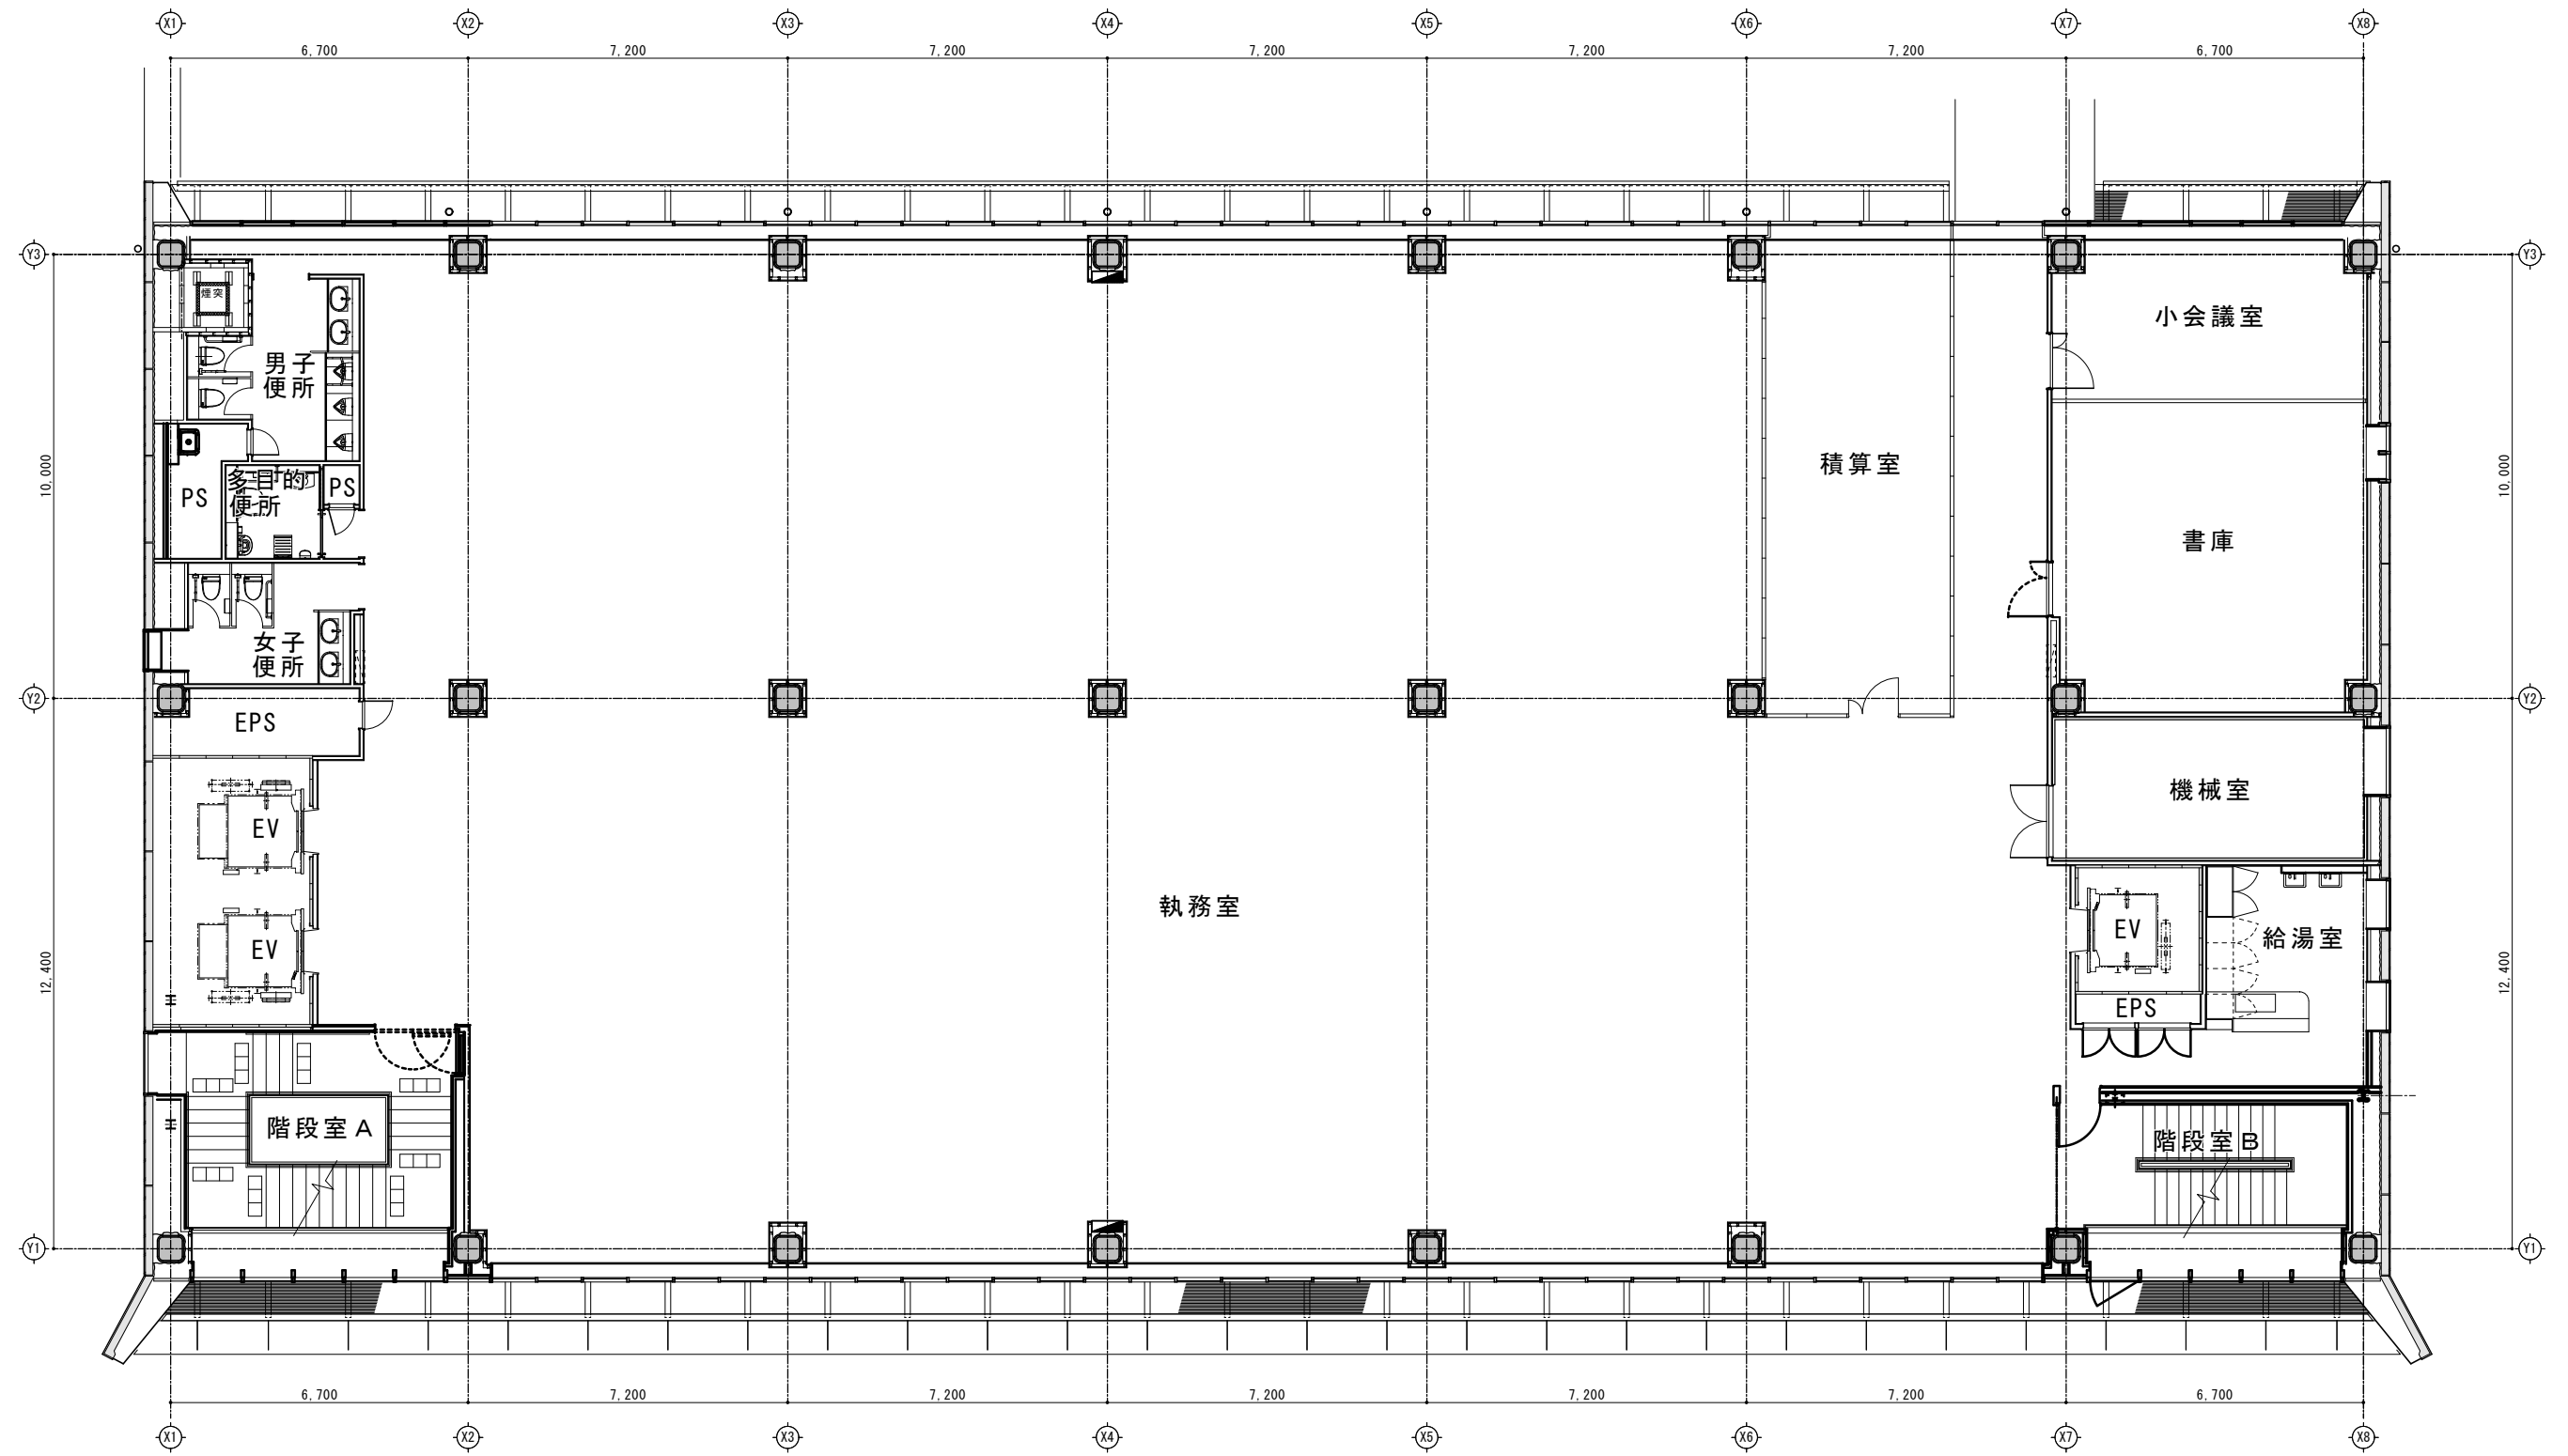 X1 X2 X3 X4 X5 X6 X7 X8
6,700 7,200 7,200 7,200 7,200 7,200 6,700
Y3 Y3
煙突
小会議室
男子
便所
積算室
10,000 10,000
PS
多目的
便所
PS
書庫
女子
便所
Y2 Y2
EPS
機械室
EV
執務室
EV
EV
給湯室
12,400 12,400
EPS
階段室A
階段室B
Y1 Y1
6,700 7,200 7,200 7,200 7,200 7,200 6,700
X1 X2 X3 X4 X5 X6 X7 X8